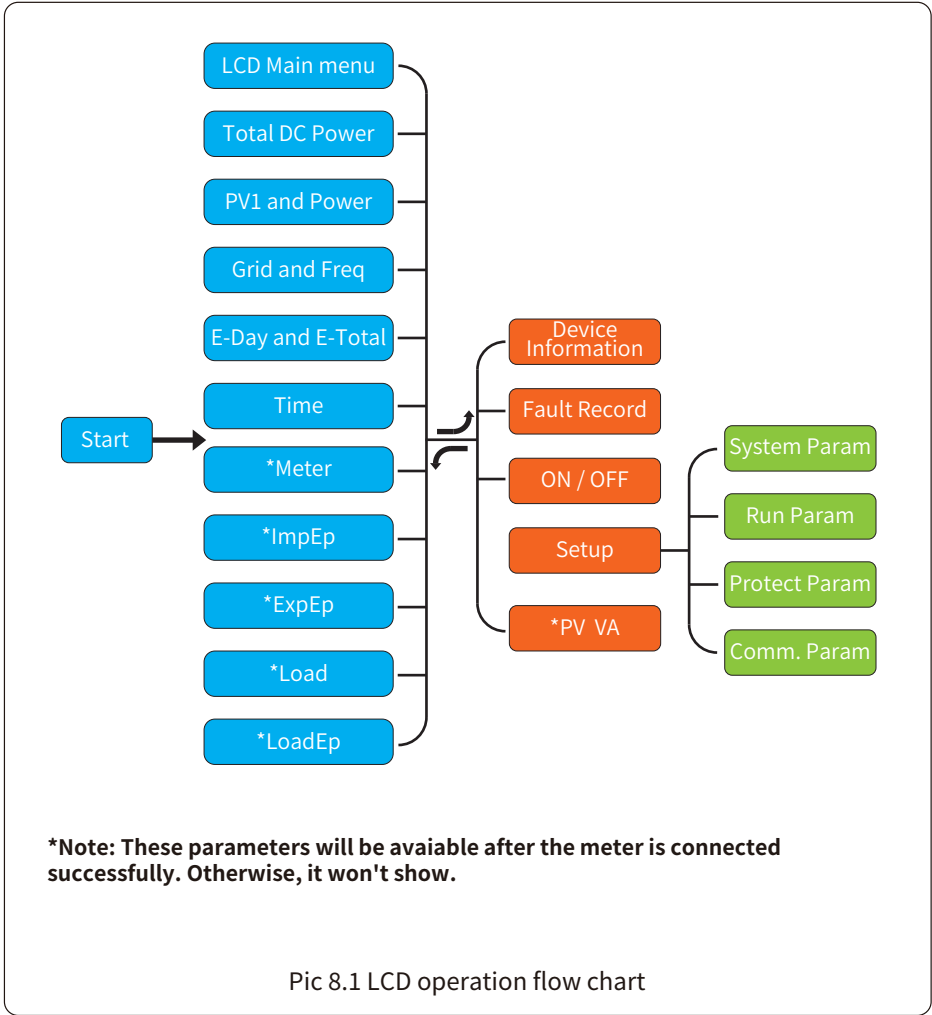 LCD Main menu
Total DC Power
PV1 and Power
Grid and Freq
E-Day and E-Total
Time
Start
*Meter
*ImpEp
*ExpEp
*Load
*LoadEp
Device
Information
Fault Record
ON / OFF
Setup
*PV VA
System Param
Run Param
Protect Param
Comm. Param
*Note: These parameters will be avaiable after the meter is connected
successfully. Otherwise, it won't show.
Pic 8.1 LCD operation flow chart